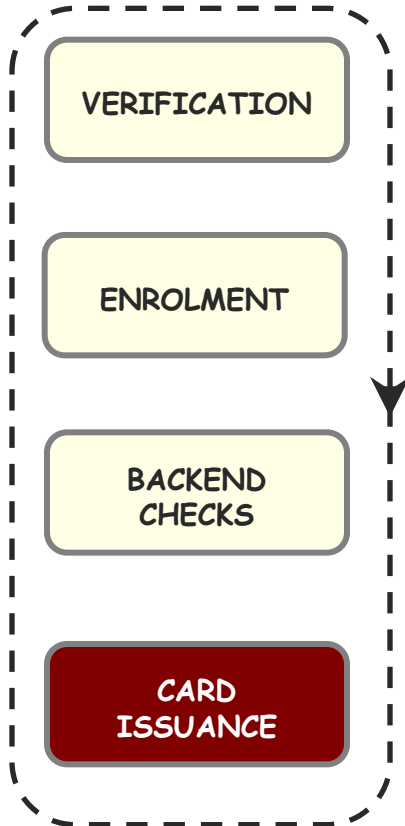 VERIFICATION
ENROLMENT
BACKEND
CHECKS
CARD
ISSUANCE